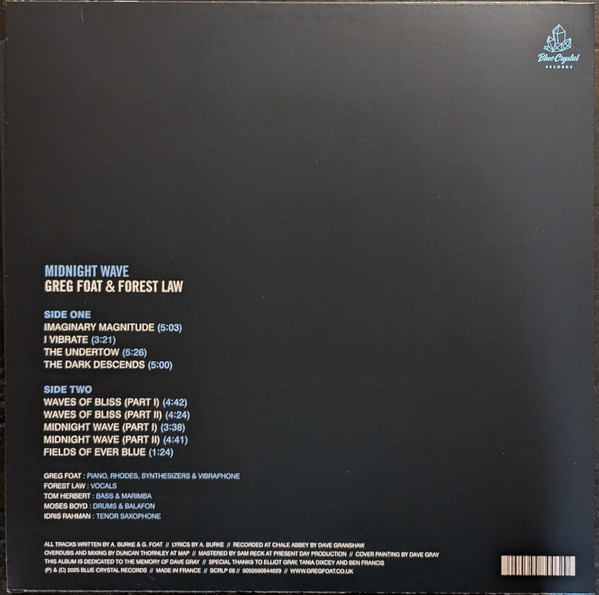 Blue Crystal
RECORDS
MIDNIGHT WAVE
GREG FOAT & FOREST LAW
SIDE ONE
IMAGINARY MAGNITUDE (5:03)
I VIBRATE (3:21)
THE UNDERTOW (5:26)
THE DARK DESCENDS (5:00)
SIDE TWO
WAVES OF BLISS (PART I) (4:42)
WAVES OF BLISS (PART II) (4:24)
MIDNIGHT WAVE (PART I) (3:38)
MIDNIGHT WAVE (PART II) (4:41)
FIELDS OF EVER BLUE (1:24)
GREG FOAT : PIANO, RHODES, SYNTHESIZERS & VIBRAPHONE
FOREST LAW : VOCALS
TOM HERBERT : BASS & MARIMBA
MOSES BOYD : DRUMS & BALAFON
IDRIS RAHMAN : TENOR SAXOPHONE
ALL TRACKS WRITTEN BY A. BURKE & G. FOAT // LYRICS BY A. BURKE // RECORDED AT CHALE ABBEY BY DAVE GRANSHAW
OVERDUBS AND MIXING BY DUNCAN THORNLEY AT MAP // MASTERED BY SAM RECK AT PRESENT DAY PRODUCTION // COVER PAINTING BY DAVE GRAY
THIS ALBUM IS DEDICATED TO THE MEMORY OF DAVE GRAY // SPECIAL THANKS TO ELLIOT GRAY, TANIA DIXCEY AND BEN FRANCIS
(P) & (C) 2025 BLUE CRYSTAL RECORDS // MADE IN FRANCE // BCRLP 08 // 5050580844629 // WWW.GREGFOAT.CO.UK